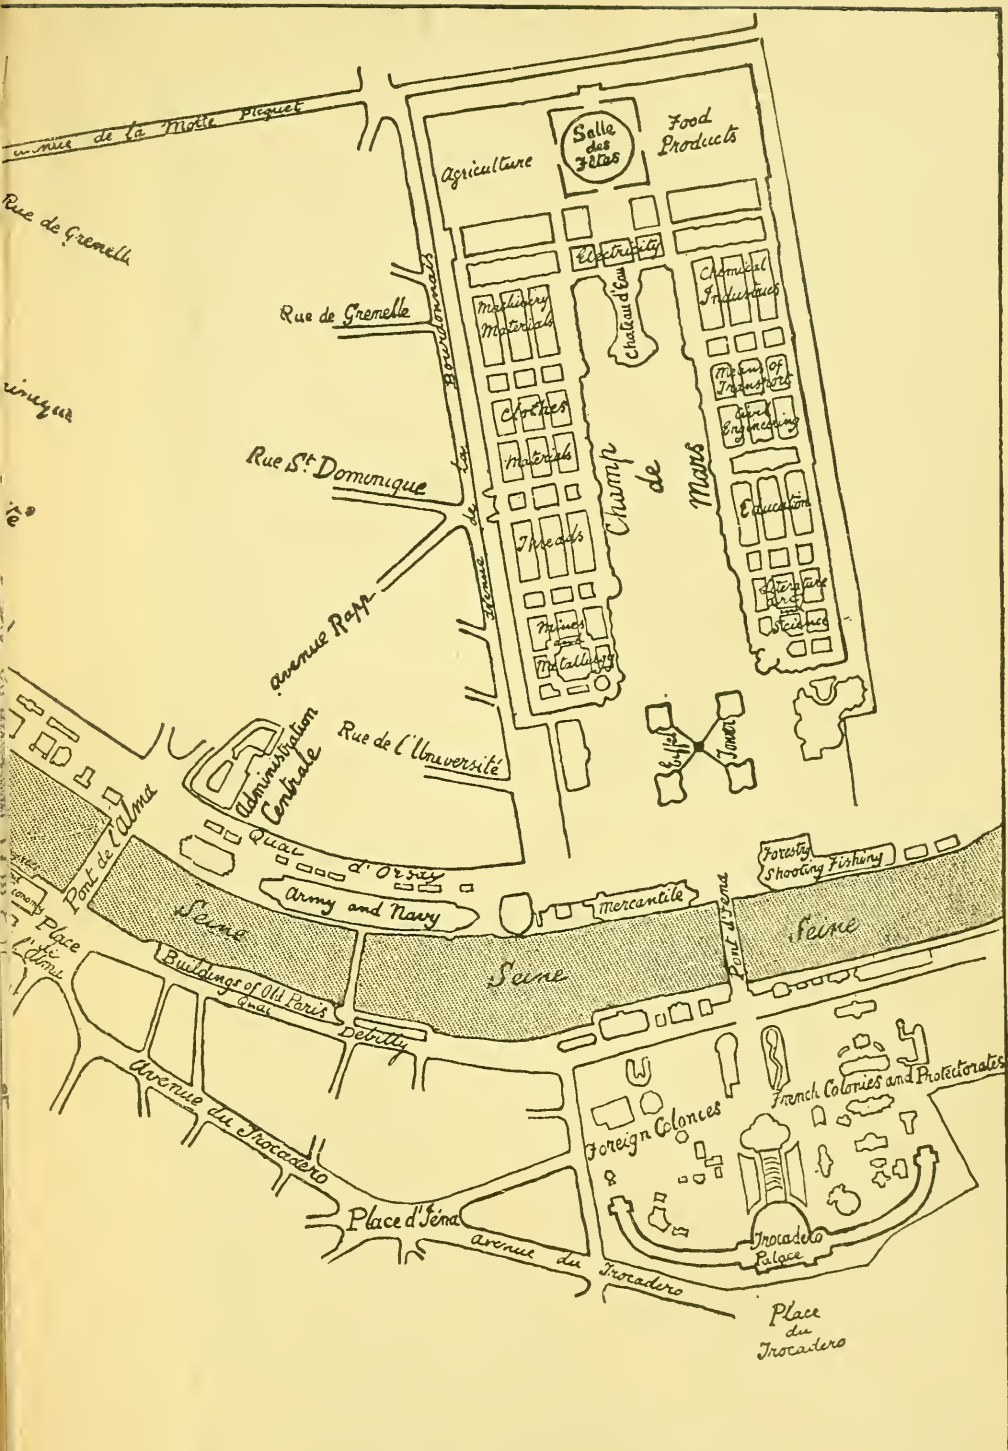 de la Motte Picquet
Rue de Grenelle
Agriculture
Salle
des
Fêtes
Food
Products
Electricity
Chateau d'Eau
Machinery
Materials
Chemical
Industries
Rue de Grenelle
Avenue de la Bourdonnais
Means of
Transport
Clothes
Civil
Engineering
Materials
Champ
de
Mars
Rue St. Dominique
Education
Threads
Avenue Rapp
Literature
Science
Mines
and
Metallurgy
Administration
Centrale
Rue de l'Université
Eiffel
Tower
Pont de l'Alma
Quai d'Orsay
Forestry
Shooting Fishing
Army and Navy
Mercantile
Seine
Seine
Seine
Pont d'Iena
Place
de
l'Alma
Buildings of Old Paris
Quai Debilly
Avenue du Trocadero
Foreign Colonies
French Colonies and Protectorates
Place d'Iéna
Avenue du Trocadero
Trocadero
Palace
Place
du
Trocadero